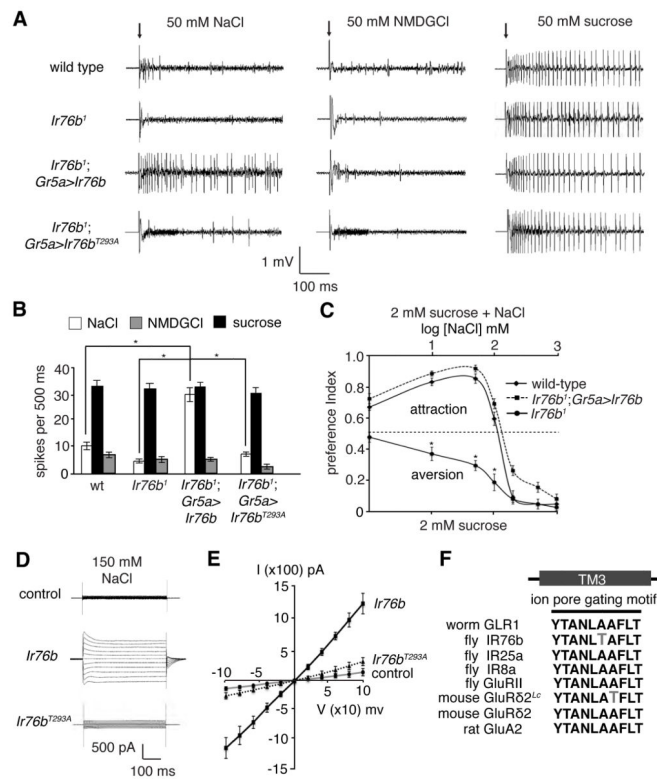 A
50 mM NaCl
50 mM NMDGCl
50 mM sucrose
wild type
Ir76b¹
Ir76b¹;
Gr5a>Ir76b
Ir76b¹;
Gr5a>Ir76bT293A
1 mV
100 ms
B
NaCl
NMDGCl
sucrose
*
* *
spikes per 500 ms
40
30
20
10
0
wt
Ir76b¹
Ir76b¹;
Gr5a>
Ir76b
Ir76b¹;
Gr5a>
Ir76bT293A
C
2 mM sucrose + NaCl
log [NaCl] mM
0 1 2 3
preference Index
1.0
0.8
0.6
0.4
0.2
0
wild-type
Ir76b¹;Gr5a>Ir76b
Ir76b¹
attraction
aversion
* * *
2 mM sucrose
D
150 mM
NaCl
control
Ir76b
Ir76bT293A
500 pA
100 ms
E
I (x100) pA
15
10
5
-5
-10
-15
-10 -6 -2
2 6 10
V (x10) mv
Ir76b
Ir76bT293A
control
F
TM3
ion pore gating motif
worm GLR1 YTANLAAFLT
fly IR76b YTANLTAFLT
fly IR25a YTANLAAFLT
fly IR8a YTANLAAFLT
fly GluRII YTANLAAFLT
mouse GluRδ2Lc YTANLATFLT
mouse GluRδ2 YTANLAAFLT
rat GluA2 YTANLAAFLT